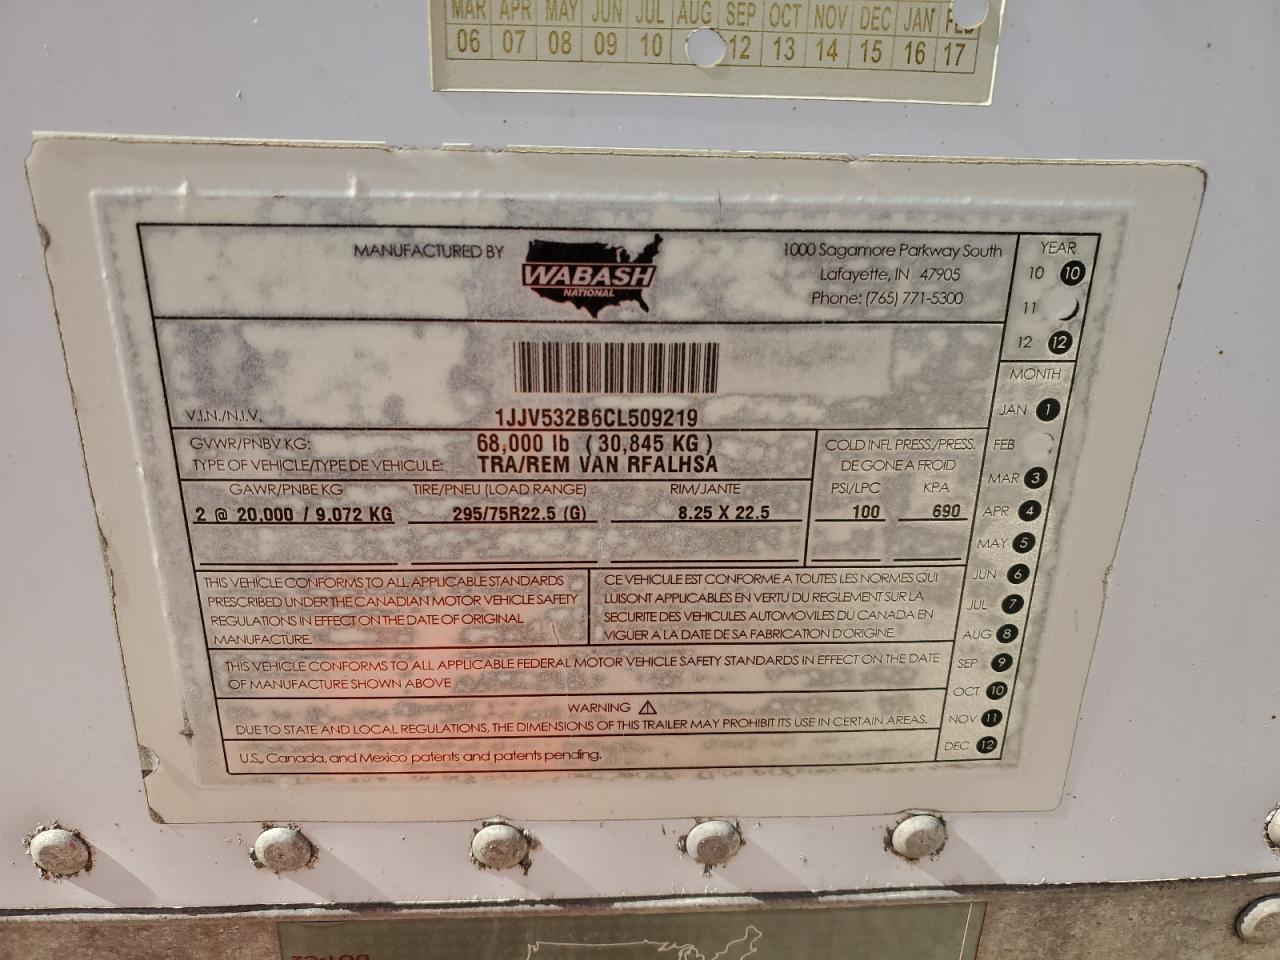 MAR APR MAY JUN JUL AUG SEP OCT NOV DEC JAN FEB
06 07 08 09 10 12 13 14 15 16 17
MANUFACTURED BY
WABASH
NATIONAL
1000 Sagamore Parkway South
Lafayette, IN 47905
Phone: (765) 771-5300
YEAR
10 10
11
12 12
V.I.N./N.I.V. 1JJV532B6CL509219
GVWR/PNBV KG: 68,000 lb ( 30,845 KG )
TYPE OF VEHICLE/TYPE DE VEHICULE: TRA/REM VAN RFALHSA
COLD INFL PRESS./PRESS.
DE GONE A FROID
GAWR/PNBE KG TIRE/PNEU (LOAD RANGE) RIM/JANTE PSI/LPC KPA
2 @ 20,000 / 9,072 KG 295/75R22.5 (G) 8.25 X 22.5 100 690
THIS VEHICLE CONFORMS TO ALL APPLICABLE STANDARDS
PRESCRIBED UNDER THE CANADIAN MOTOR VEHICLE SAFETY
REGULATIONS IN EFFECT ON THE DATE OF ORIGINAL
MANUFACTURE.
CE VEHICULE EST CONFORME A TOUTES LES NORMES QUI
LUISONT APPLICABLES EN VERTU DU REGLEMENT SUR LA
SECURITE DES VEHICULES AUTOMOVILES DU CANADA EN
VIGUER A LA DATE DE SA FABRICATION D'ORIGINE.
THIS VEHICLE CONFORMS TO ALL APPLICABLE FEDERAL MOTOR VEHICLE SAFETY STANDARDS IN EFFECT ON THE DATE
OF MANUFACTURE SHOWN ABOVE
WARNING
DUE TO STATE AND LOCAL REGULATIONS, THE DIMENSIONS OF THIS TRAILER MAY PROHIBIT ITS USE IN CERTAIN AREAS.
U.S., Canada, and Mexico patents and patents pending.
MONTH
JAN 1
FEB
MAR 3
APR 4
MAY 5
JUN 6
JUL 7
AUG 8
SEP 9
OCT 10
NOV 11
DEC 12